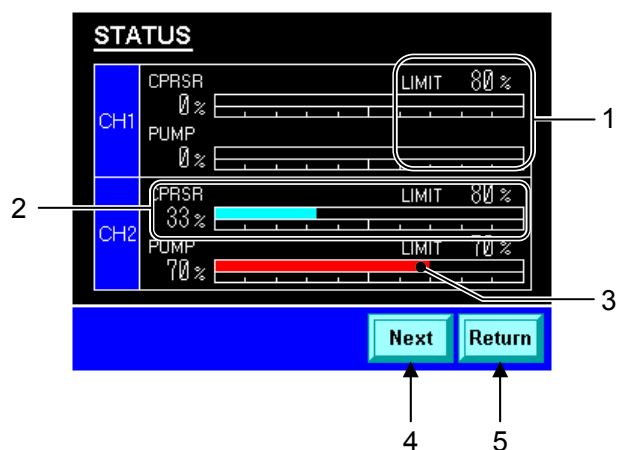 STATUS
CPRSR LIMIT 80 %
0 %
CH1
PUMP
0 %
1
CPRSR LIMIT 80 %
33 %
2
CH2
PUMP LIMIT 70 %
70 %
3
Next Return
4 5